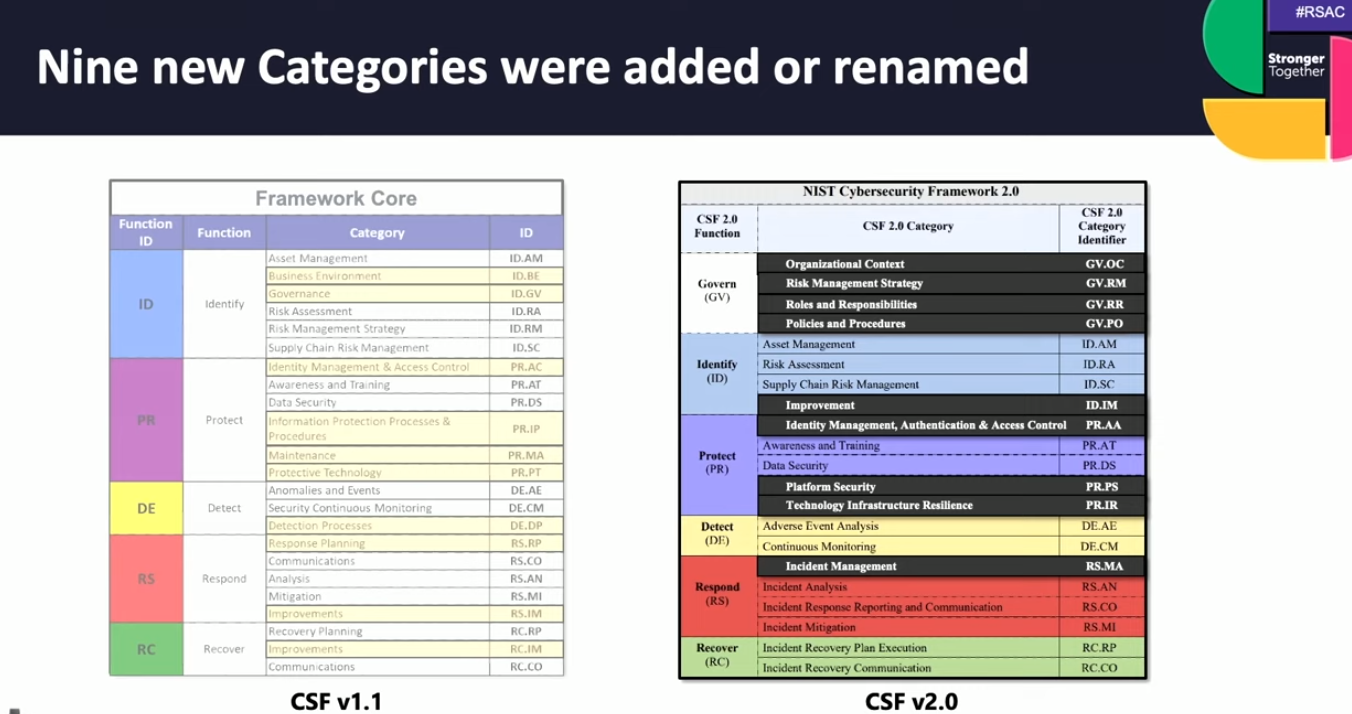 #RSAC
Nine new Categories were added or renamed
Stronger
Together
Framework Core
Function ID Function Category ID
ID Identify
Asset Management ID.AM
Business Environment ID.BE
Governance ID.GV
Risk Assessment ID.RA
Risk Management Strategy ID.RM
Supply Chain Risk Management ID.SC
PR Protect
Identity Management & Access Control PR.AC
Awareness and Training PR.AT
Data Security PR.DS
Information Protection Processes &
Procedures PR.IP
Maintenance PR.MA
Protective Technology PR.PT
DE Detect
Anomalies and Events DE.AE
Security Continuous Monitoring DE.CM
Detection Processes DE.DP
RS Respond
Response Planning RS.RP
Communications RS.CO
Analysis RS.AN
Mitigation RS.MI
Improvements RS.IM
RC Recover
Recovery Planning RC.RP
Improvements RC.IM
Communications RC.CO
CSF v1.1
NIST Cybersecurity Framework 2.0
CSF 2.0 Function CSF 2.0 Category CSF 2.0 Category Identifier
Govern
(GV)
Organizational Context GV.OC
Risk Management Strategy GV.RM
Roles and Responsibilities GV.RR
Policies and Procedures GV.PO
Identify
(ID)
Asset Management ID.AM
Risk Assessment ID.RA
Supply Chain Risk Management ID.SC
Improvement ID.IM
Protect
(PR)
Identity Management, Authentication & Access Control PR.AA
Awareness and Training PR.AT
Data Security PR.DS
Platform Security PR.PS
Technology Infrastructure Resilience PR.IR
Detect
(DE)
Adverse Event Analysis DE.AE
Continuous Monitoring DE.CM
Respond
(RS)
Incident Management RS.MA
Incident Analysis RS.AN
Incident Response Reporting and Communication RS.CO
Incident Mitigation RS.MI
Recover
(RC)
Incident Recovery Plan Execution RC.RP
Incident Recovery Communication RC.CO
CSF v2.0